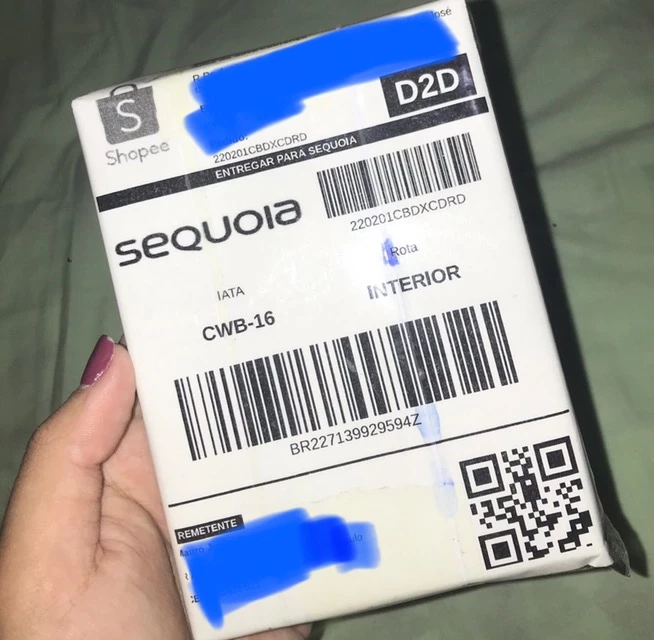 Shopee
D2D
220201CBDXCDRD
ENTREGAR PARA SEQUOIA
sequoia
220201CBDXCDRD
IATA
Rota
CWB-16
INTERIOR
BR227139929594Z
REMETENTE